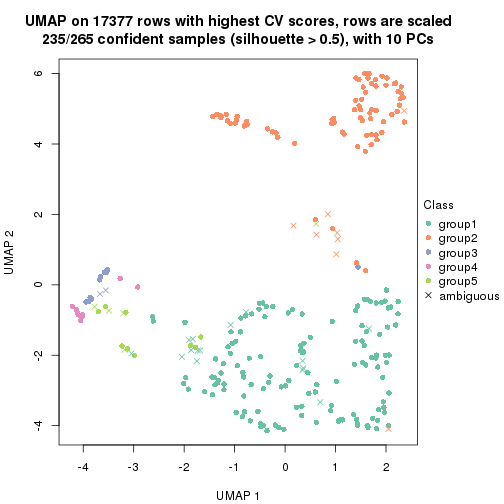 UMAP on 17377 rows with highest CV scores, rows are scaled
235/265 confident samples (silhouette > 0.5), with 10 PCs
6
4
2
0
-2
-4
UMAP 2
-4
-3
-2
-1
0
1
2
UMAP 1
Class
group1
group2
group3
group4
group5
ambiguous